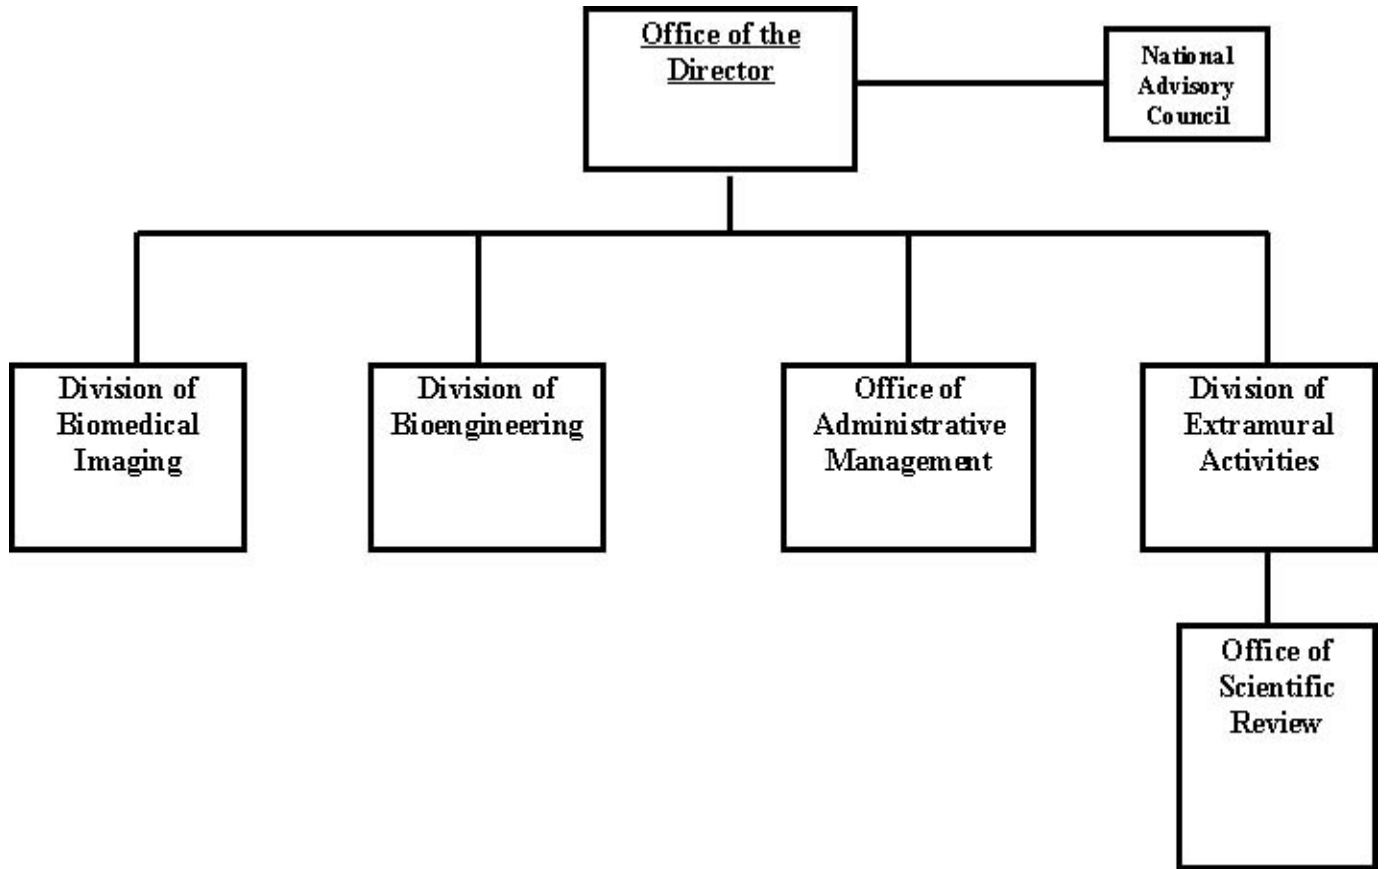 Office of the
Director
National
Advisory
Council
Division of
Biomedical
Imaging
Division of
Bioengineering
Office of
Administrative
Management
Division of
Extramural
Activities
Office of
Scientific
Review